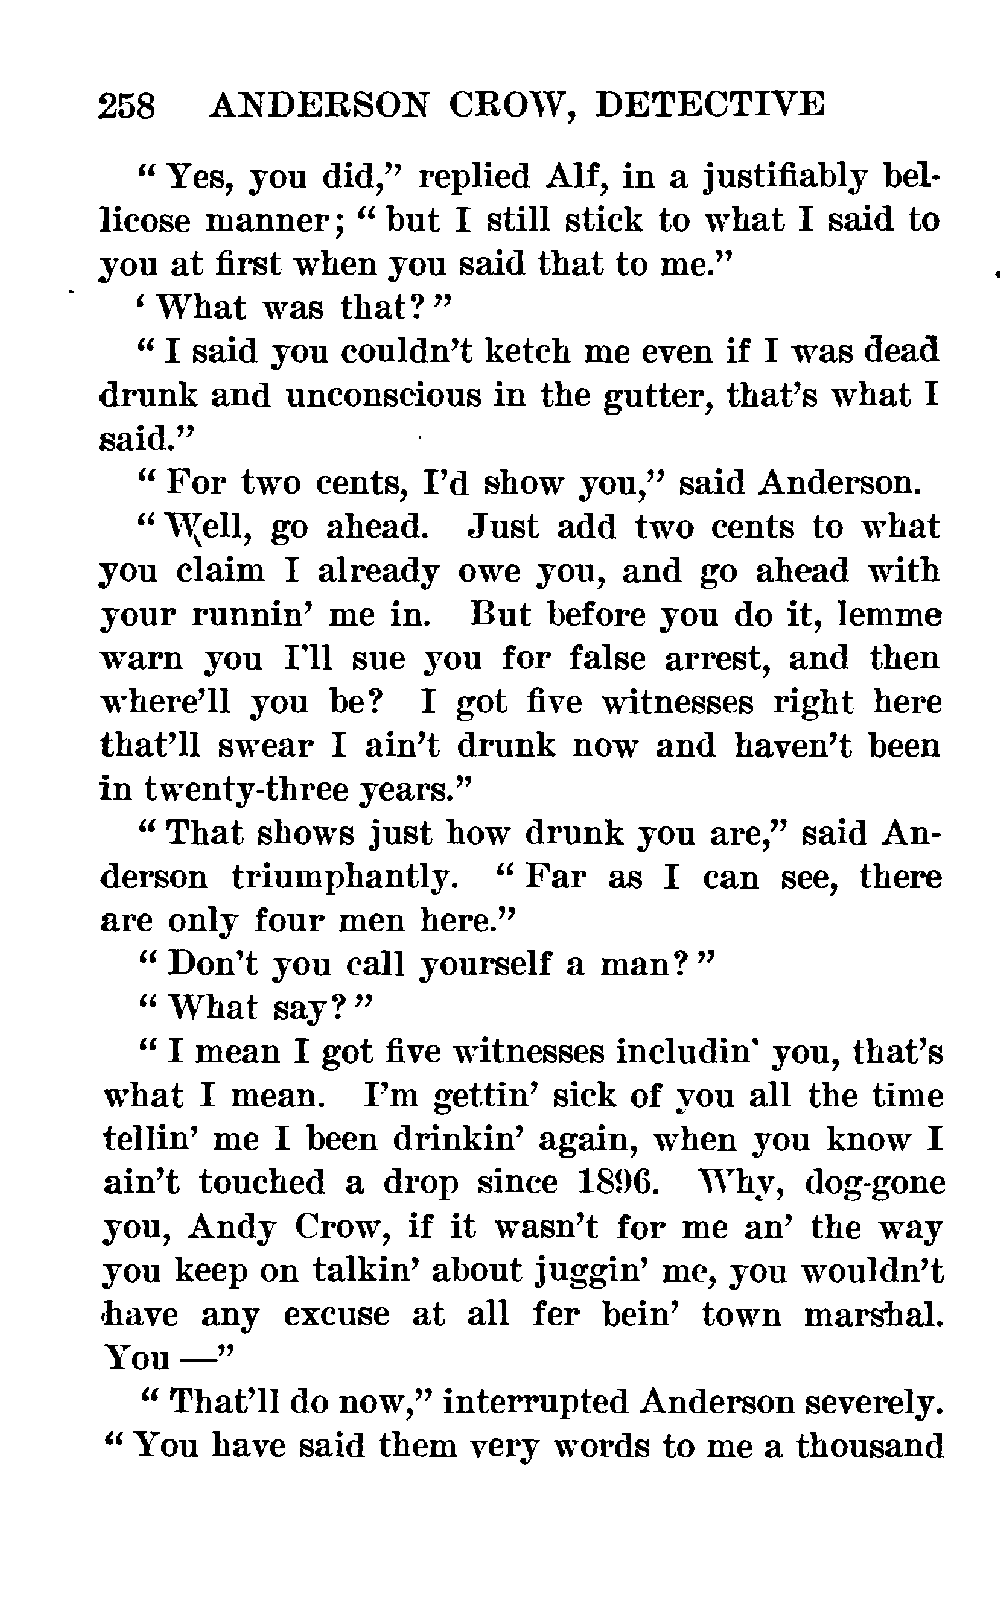 258 ANDERSON CROW, DETECTIVE
“ Yes, you did,” replied Alf, in a justifiably bel-
licose manner; “ but I still stick to what I said to
you at first when you said that to me.”
‘ What was that? ”
“ I said you couldn’t ketch me even if I was dead
drunk and unconscious in the gutter, that’s what I
said.”
“ For two cents, I’d show you,” said Anderson.
“ Well, go ahead. Just add two cents to what
you claim I already owe you, and go ahead with
your runnin’ me in. But before you do it, lemme
warn you I’ll sue you for false arrest, and then
where’ll you be? I got five witnesses right here
that’ll swear I ain’t drunk now and haven’t been
in twenty-three years.”
“ That shows just how drunk you are,” said An-
derson triumphantly. “ Far as I can see, there
are only four men here.”
“ Don’t you call yourself a man? ”
“ What say? ”
“ I mean I got five witnesses includin’ you, that’s
what I mean. I’m gettin’ sick of you all the time
tellin’ me I been drinkin’ again, when you know I
ain’t touched a drop since 1896. Why, dog-gone
you, Andy Crow, if it wasn’t for me an’ the way
you keep on talkin’ about juggin’ me, you wouldn’t
have any excuse at all fer bein’ town marshal.
You —”
“ That’ll do now,” interrupted Anderson severely.
“ You have said them very words to me a thousand